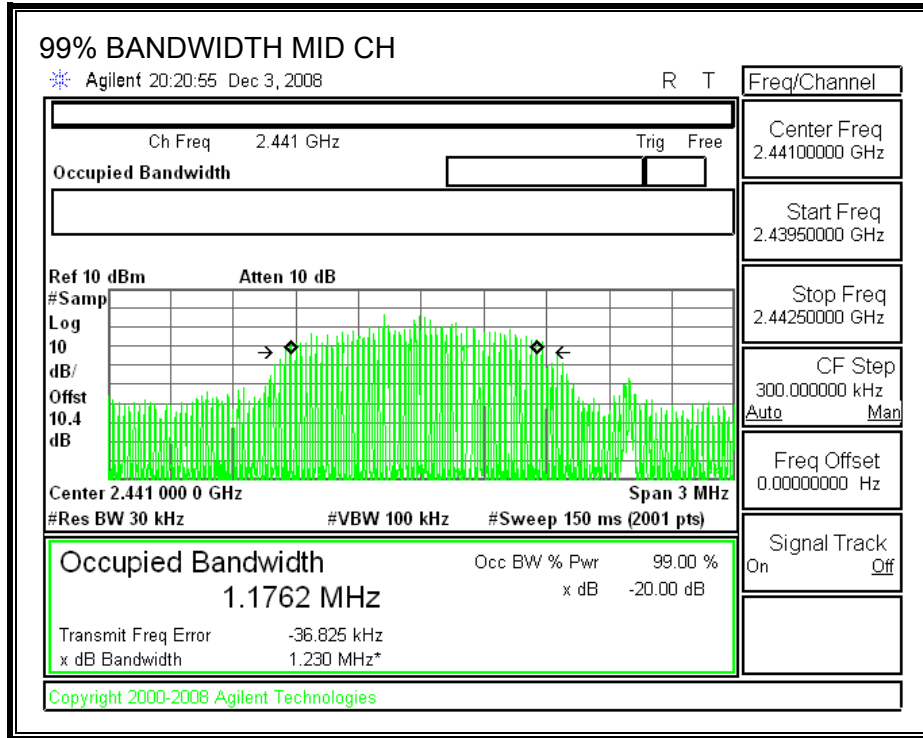 99% BANDWIDTH MID CH
Agilent 20:20:55 Dec 3, 2008 R T
Freq/Channel
Ch Freq 2.441 GHz Trig Free
Occupied Bandwidth
Center Freq
2.44100000 GHz
Start Freq
2.43950000 GHz
Stop Freq
2.44250000 GHz
CF Step
300.000000 kHz
Auto Man
Freq Offset
0.00000000 Hz
Signal Track
On Off
Ref 10 dBm Atten 10 dB
#Samp
Log
10
dB/
Offst
10.4
dB
Center 2.441 000 0 GHz Span 3 MHz
#Res BW 30 kHz #VBW 100 kHz #Sweep 150 ms (2001 pts)
Occupied Bandwidth Occ BW % Pwr 99.00 %
1.1762 MHz x dB -20.00 dB
Transmit Freq Error -36.825 kHz
x dB Bandwidth 1.230 MHz*
Copyright 2000-2008 Agilent Technologies